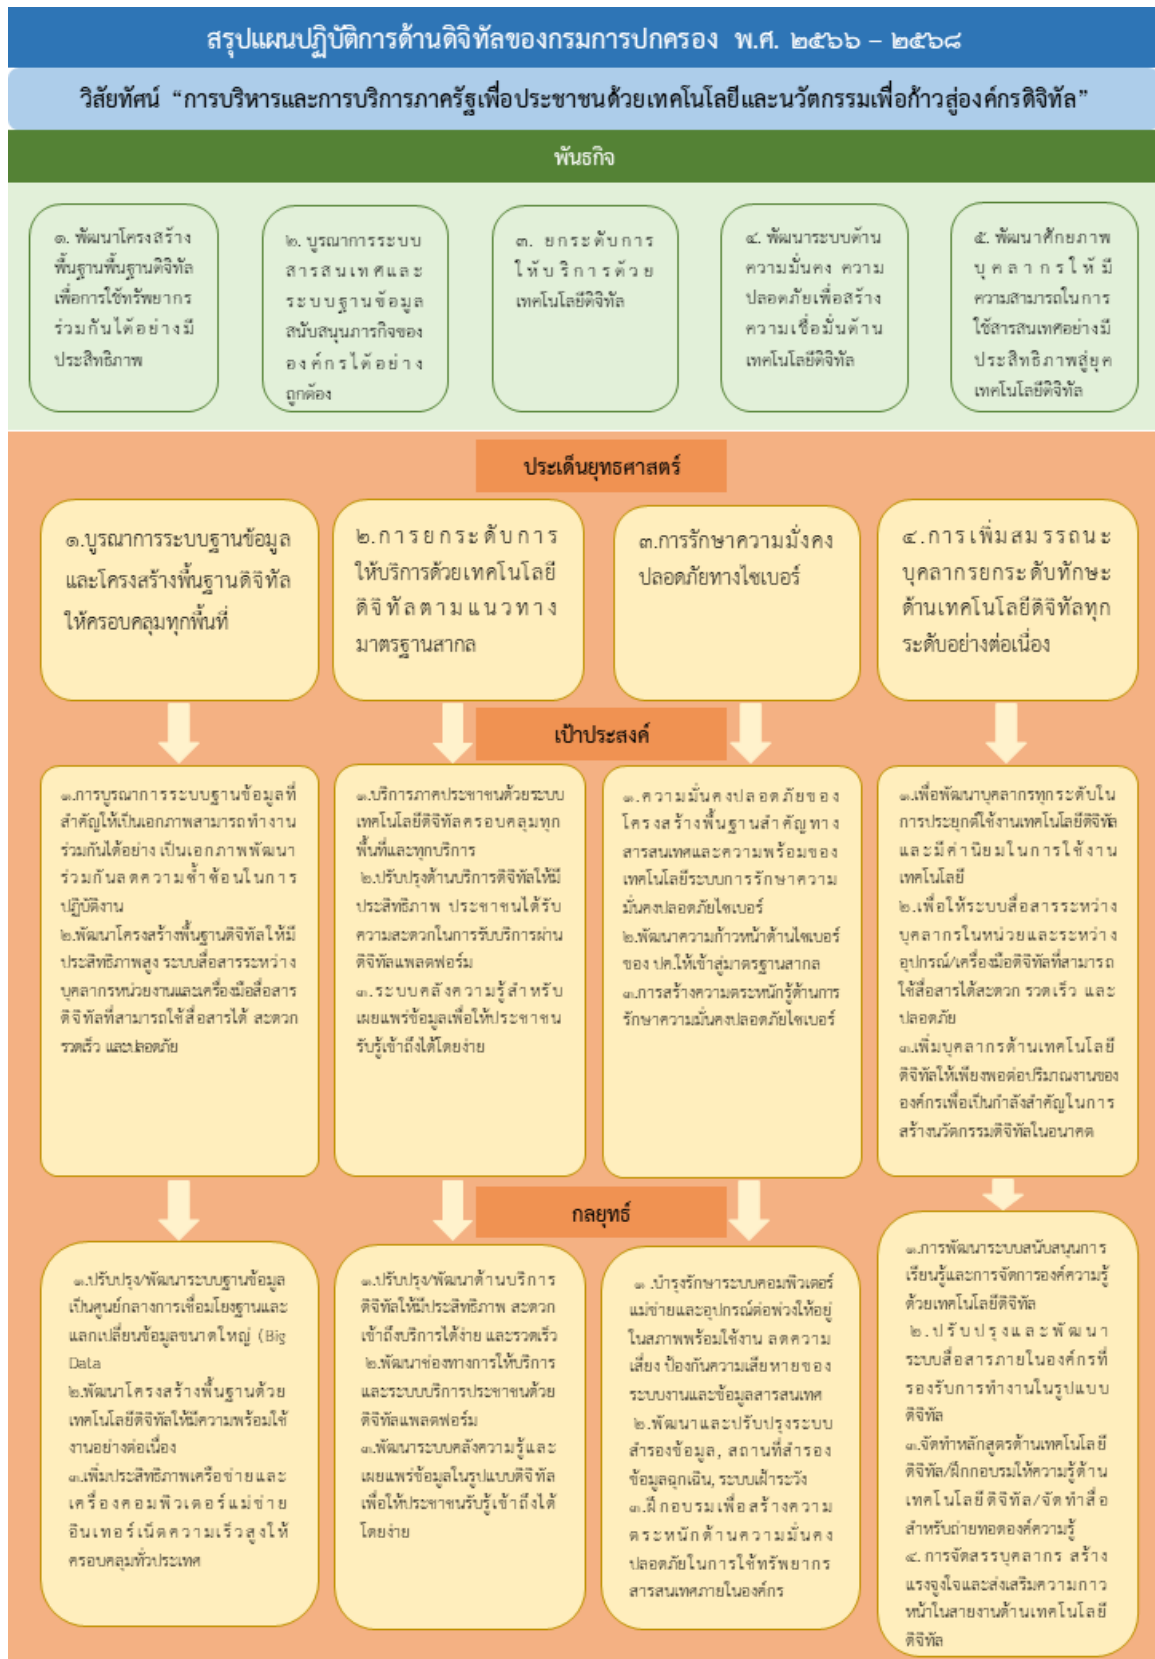 สรุปแผนปฏิบัติการด้านดิจิทัลของกรมการปกครอง พ.ศ. ๒๕๖๖ – ๒๕๖๘
วิสัยทัศน์ “การบริหารและการบริการภาครัฐเพื่อประชาชนด้วยเทคโนโลยีและนวัตกรรมเพื่อก้าวสู่องค์กรดิจิทัล”
พันธกิจ
๑. พัฒนาโครงสร้าง
พื้นฐานพื้นฐานดิจิทัล
เพื่อการใช้ทรัพยากร
ร่วมกันได้อย่างมี
ประสิทธิภาพ
๒. บูรณาการระบบ
สารสนเทศและ
ระบบฐานข้อมูล
สนับสนุนภารกิจของ
องค์กรได้อย่าง
ถูกต้อง
๓. ยกระดับการ
ให้บริการด้วย
เทคโนโลยีดิจิทัล
๔. พัฒนาระบบด้าน
ความมั่นคง ความ
ปลอดภัยเพื่อสร้าง
ความเชื่อมั่นด้าน
เทคโนโลยีดิจิทัล
๕. พัฒนาศักยภาพ
บุคลากรให้มี
ความสามารถในการ
ใช้สารสนเทศอย่างมี
ประสิทธิภาพสู่ยุค
เทคโนโลยีดิจิทัล
ประเด็นยุทธศาสตร์
๑.บูรณาการระบบฐานข้อมูล
และโครงสร้างพื้นฐานดิจิทัล
ให้ครอบคลุมทุกพื้นที่
๒.การยกระดับการ
ให้บริการด้วยเทคโนโลยี
ดิจิทัลตามแนวทาง
มาตรฐานสากล
๓.การรักษาความมั่งคง
ปลอดภัยทางไซเบอร์
๔.การเพิ่มสมรรถนะ
บุคลากรยกระดับทักษะ
ด้านเทคโนโลยีดิจิทัลทุก
ระดับอย่างต่อเนื่อง
เป้าประสงค์
๑.การบูรณาการระบบฐานข้อมูลที่
สำคัญให้เป็นเอกภาพสามารถทำงาน
ร่วมกันได้อย่าง เป็นเอกภาพพัฒนา
ร่วมกันลดความซ้ำซ้อนในการ
ปฏิบัติงาน
๒.พัฒนาโครงสร้างพื้นฐานดิจิทัลให้มี
ประสิทธิภาพสูง ระบบสื่อสารระหว่าง
บุคลากรหน่วยงานและเครื่องมือสื่อสาร
ดิจิทัลที่สามารถใช้สื่อสารได้ สะดวก
รวดเร็ว และปลอดภัย
๑.บริการภาคประชาชนด้วยระบบ
เทคโนโลยีดิจิทัลครอบคลุมทุก
พื้นที่และทุกบริการ
๒.ปรับปรุงด้านบริการดิจิทัลให้มี
ประสิทธิภาพ ประชาชนได้รับ
ความสะดวกในการรับบริการผ่าน
ดิจิทัลแพลตฟอร์ม
๓.ระบบคลังความรู้สำหรับ
เผยแพร่ข้อมูลเพื่อให้ประชาชน
รับรู้เข้าถึงได้โดยง่าย
๑.ความมั่นคงปลอดภัยของ
โครงสร้างพื้นฐานสำคัญทาง
สารสนเทศและความพร้อมของ
เทคโนโลยีระบบการรักษาความ
มั่นคงปลอดภัยไซเบอร์
๒.พัฒนาความก้าวหน้าด้านไซเบอร์
ของ ปค.ให้เข้าสู่มาตรฐานสากล
๓.การสร้างความตระหนักรู้ด้านการ
รักษาความมั่นคงปลอดภัยไซเบอร์
๑.เพื่อพัฒนาบุคลากรทุกระดับใน
การประยุกต์ใช้งานเทคโนโลยีดิจิทัล
และมีค่านิยมในการใช้งาน
เทคโนโลยี
๒.เพื่อให้ระบบสื่อสารระหว่าง
บุคลากรในหน่วยและระหว่าง
อุปกรณ์/เครื่องมือดิจิทัลที่สามารถ
ใช้สื่อสารได้สะดวก รวดเร็ว และ
ปลอดภัย
๓.เพิ่มบุคลากรด้านเทคโนโลยี
ดิจิทัลให้เพียงพอต่อปริมาณงานของ
องค์กรเพื่อเป็นกำลังสำคัญในการ
สร้างนวัตกรรมดิจิทัลในอนาคต
กลยุทธ์
๑.ปรับปรุง/พัฒนาระบบฐานข้อมูล
เป็นศูนย์กลางการเชื่อมโยงฐานและ
แลกเปลี่ยนข้อมูลขนาดใหญ่ (Big
Data
๒.พัฒนาโครงสร้างพื้นฐานด้วย
เทคโนโลยีดิจิทัลให้มีความพร้อมใช้
งานอย่างต่อเนื่อง
๓.เพิ่มประสิทธิภาพเครือข่ายและ
เครื่องคอมพิวเตอร์แม่ข่าย
อินเทอร์เน็ตความเร็วสูงให้
ครอบคลุมทั่วประเทศ
๑.ปรับปรุง/พัฒนาด้านบริการ
ดิจิทัลให้มีประสิทธิภาพ สะดวก
เข้าถึงบริการได้ง่าย และรวดเร็ว
๒.พัฒนาช่องทางการให้บริการ
และระบบบริการประชาชนด้วย
ดิจิทัลแพลตฟอร์ม
๓.พัฒนาระบบคลังความรู้และ
เผยแพร่ข้อมูลในรูปแบบดิจิทัล
เพื่อให้ประชาชนรับรู้เข้าถึงได้
โดยง่าย
๑ .บำรุงรักษาระบบคอมพิวเตอร์
แม่ข่ายและอุปกรณ์ต่อพ่วงให้อยู่
ในสภาพพร้อมใช้งาน ลดความ
เสี่ยง ป้องกันความเสียหายของ
ระบบงานและข้อมูลสารสนเทศ
๒.พัฒนาและปรับปรุงระบบ
สำรองข้อมูล, สถานที่สำรอง
ข้อมูลฉุกเฉิน, ระบบเฝ้าระวัง
๓.ฝึกอบรมเพื่อสร้างความ
ตระหนักด้านความมั่นคง
ปลอดภัยในการใช้ทรัพยากร
สารสนเทศภายในองค์กร
๑.การพัฒนาระบบสนับสนุนการ
เรียนรู้และการจัดการองค์ความรู้
ด้วยเทคโนโลยีดิจิทัล
๒.ปรับปรุงและพัฒนา
ระบบสื่อสารภายในองค์กรที่
รองรับการทำงานในรูปแบบ
ดิจิทัล
๓.จัดทำหลักสูตรด้านเทคโนโลยี
ดิจิทัล/ฝึกอบรมให้ความรู้ด้าน
เทคโนโลยีดิจิทัล/จัดทำสื่อ
สำหรับถ่ายทอดองค์ความรู้
๔. การจัดสรรบุคลากร สร้าง
แรงจูงใจและส่งเสริมความกาว
หน้าในสายงานด้านเทคโนโลยี
ดิจิทัล